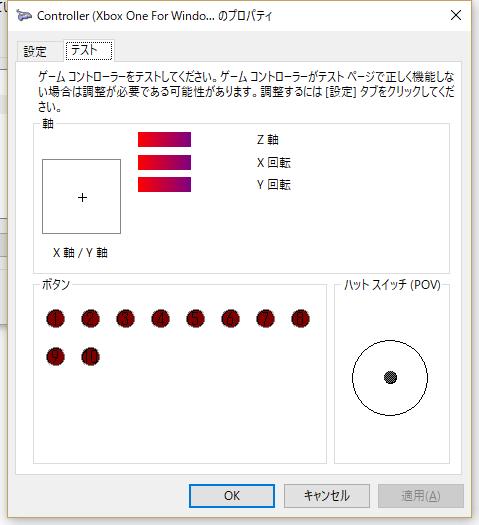 Controller (Xbox One For Windo... のプロパティ
設定
テスト
ゲーム コントローラーをテストしてください。ゲーム コントローラーがテスト ページで正しく機能しな
い場合は調整が必要である可能性があります。調整するには [設定] タブをクリックしてくだ
さい。
軸
Z 軸
X 回転
Y 回転
X 軸 / Y 軸
ボタン
ハット スイッチ (POV)
1 2 3 4 5 6 7 8
9 10
OK
キャンセル
適用(A)